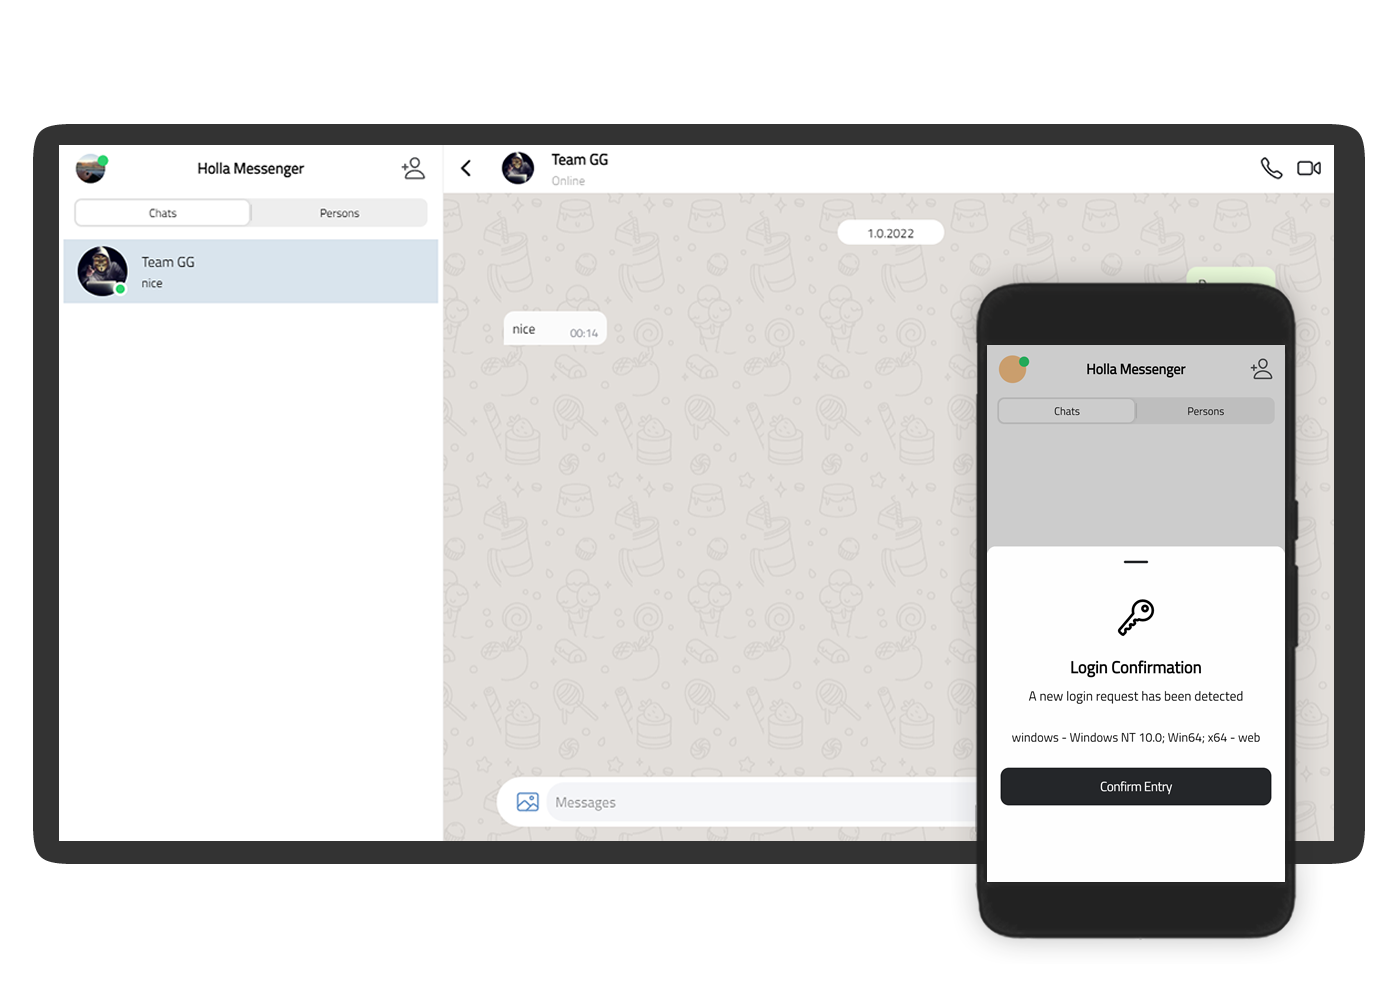 Holla Messenger
Chats
Persons
Team GG
nice
Team GG
Online
1.0.2022
nice
00:14
Messages
Holla Messenger
Chats
Persons
Login Confirmation
A new login request has been detected
windows - Windows NT 10.0; Win64; x64 - web
Confirm Entry